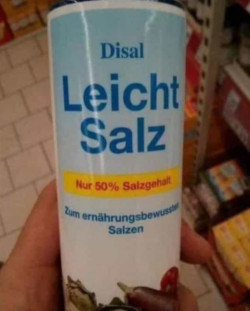 Disal
Leicht
Salz
Nur 50% Salzgehalt
Zum ernährungsbewussten
Salzen